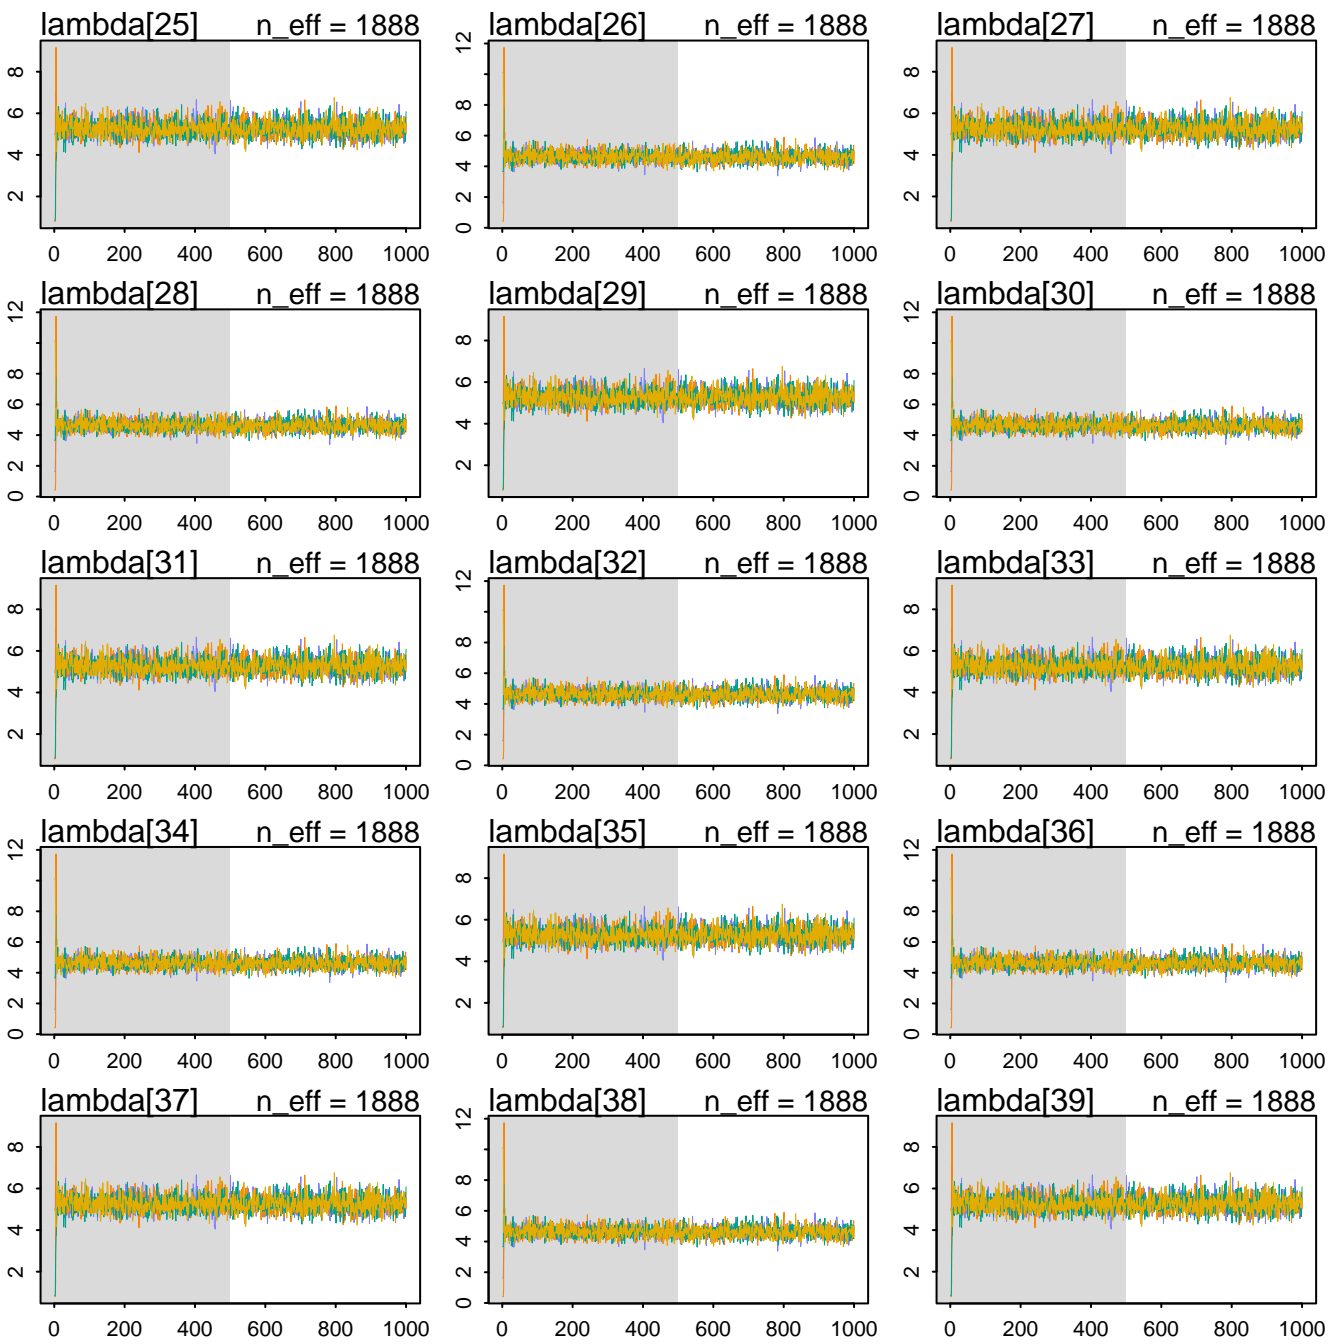 lambda[25] n_eff = 1888 lambda[26] n_eff = 1888 lambda[27] n_eff = 1888
2 4 6 8 0 2 4 6 8 12 2 4 6 8
0 200 400 600 800 1000 0 200 400 600 800 1000 0 200 400 600 800 1000
lambda[28] n_eff = 1888 lambda[29] n_eff = 1888 lambda[30] n_eff = 1888
0 2 4 6 8 12 2 4 6 8 0 2 4 6 8 12
0 200 400 600 800 1000 0 200 400 600 800 1000 0 200 400 600 800 1000
lambda[31] n_eff = 1888 lambda[32] n_eff = 1888 lambda[33] n_eff = 1888
2 4 6 8 0 2 4 6 8 12 2 4 6 8
0 200 400 600 800 1000 0 200 400 600 800 1000 0 200 400 600 800 1000
lambda[34] n_eff = 1888 lambda[35] n_eff = 1888 lambda[36] n_eff = 1888
0 2 4 6 8 12 2 4 6 8 0 2 4 6 8 12
0 200 400 600 800 1000 0 200 400 600 800 1000 0 200 400 600 800 1000
lambda[37] n_eff = 1888 lambda[38] n_eff = 1888 lambda[39] n_eff = 1888
2 4 6 8 0 2 4 6 8 12 2 4 6 8
0 200 400 600 800 1000 0 200 400 600 800 1000 0 200 400 600 800 1000